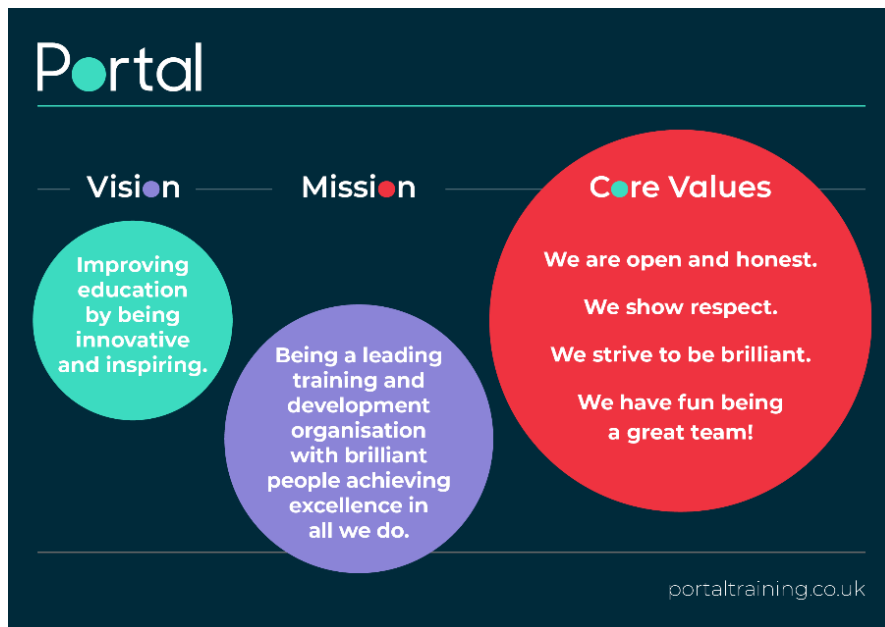 Portal
Vision
Improving
education
by being
innovative
and inspiring.
Mission
Being a leading
training and
development
organisation
with brilliant
people achieving
excellence in
all we do.
Core Values
We are open and honest.
We show respect.
We strive to be brilliant.
We have fun being
a great team!
portaltraining.co.uk